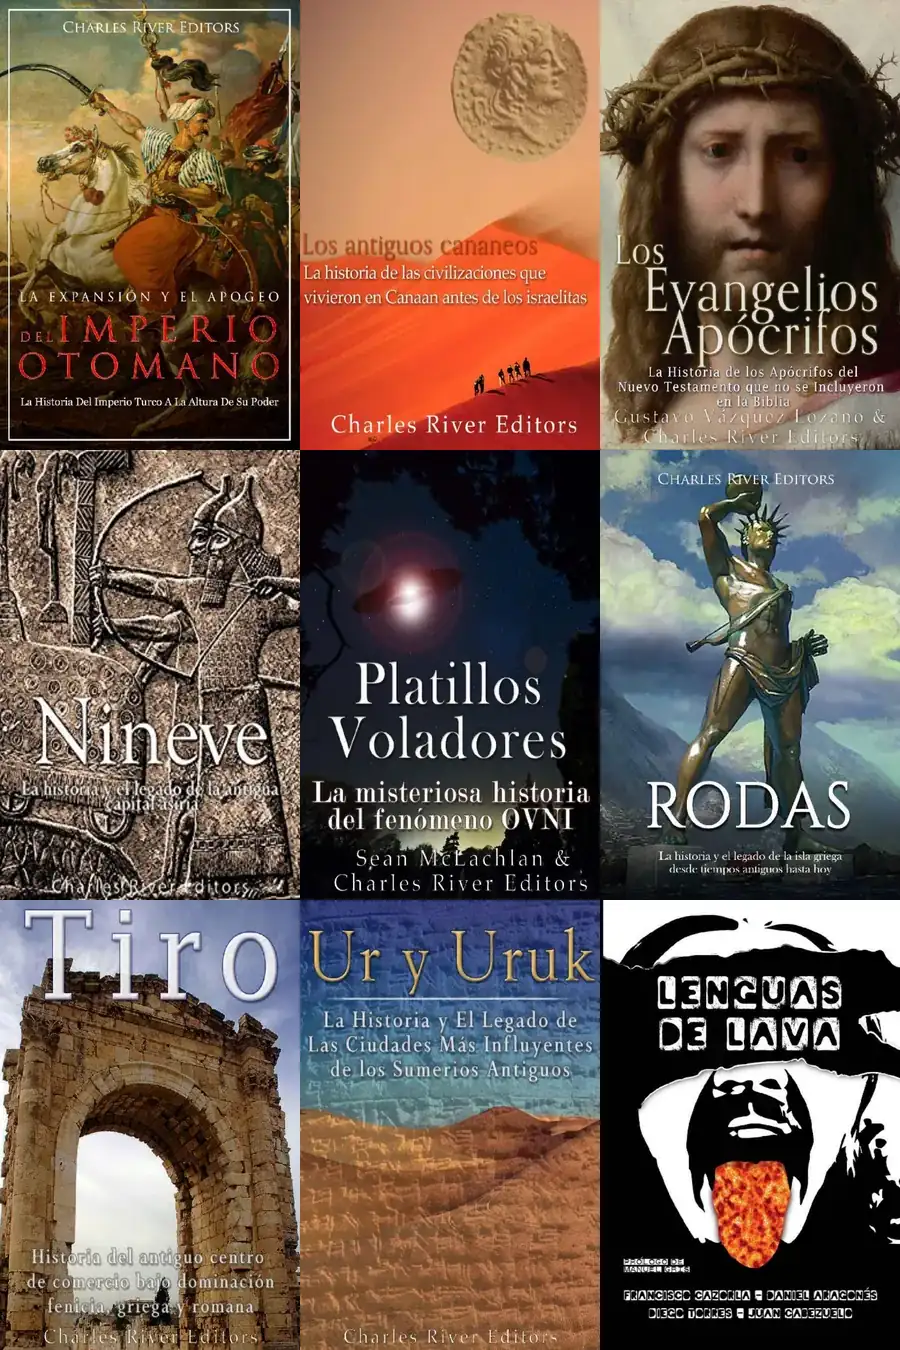 CHARLES RIVER EDITORS
LA EXPANSIÓN Y EL APOGEO
DEL IMPERIO
OTOMANO
La Historia Del Imperio Turco A La Altura De Su Poder
Los antiguos cananeos
La historia de las civilizaciones que
vivieron en Canaan antes de los israelitas
Charles River Editors
Los
Evangelios
Apócrifos
La Historia de los Apócrifos del
Nuevo Testamento que no se Incluyeron
en la Biblia
Gustavo Vázquez Lozano &
Charles River Editors
Nineve
La historia y el legado de la antigua
capital asiria
Charles River Editors
Platillos
Voladores
La misteriosa historia
del fenómeno OVNI
Sean McLachlan &
Charles River Editors
CHARLES RIVER EDITORS
RODAS
La historia y el legado de la isla griega
desde tiempos antiguos hasta hoy
Tiro
Historia del antiguo centro
de comercio bajo dominación
fenicia, griega y romana
Charles River Editors
Ur y Uruk
La Historia y El Legado de
Las Ciudades Más Influyentes
de los Sumerios Antiguos
Charles River Editors
LENGUAS
DE LAVA
PRÓLOGO DE
MANUEL GRIS
FRANCISCO CAZORLA - DANIEL ARAGONÉS
DIEGO TORRES - JUAN CABEZUELO